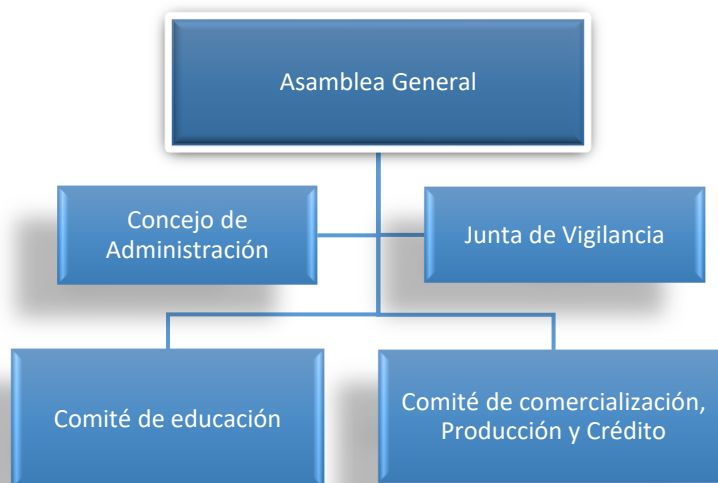 Asamblea General
Concejo de
Administración
Junta de Vigilancia
Comité de educación
Comité de comercialización,
Producción y Crédito